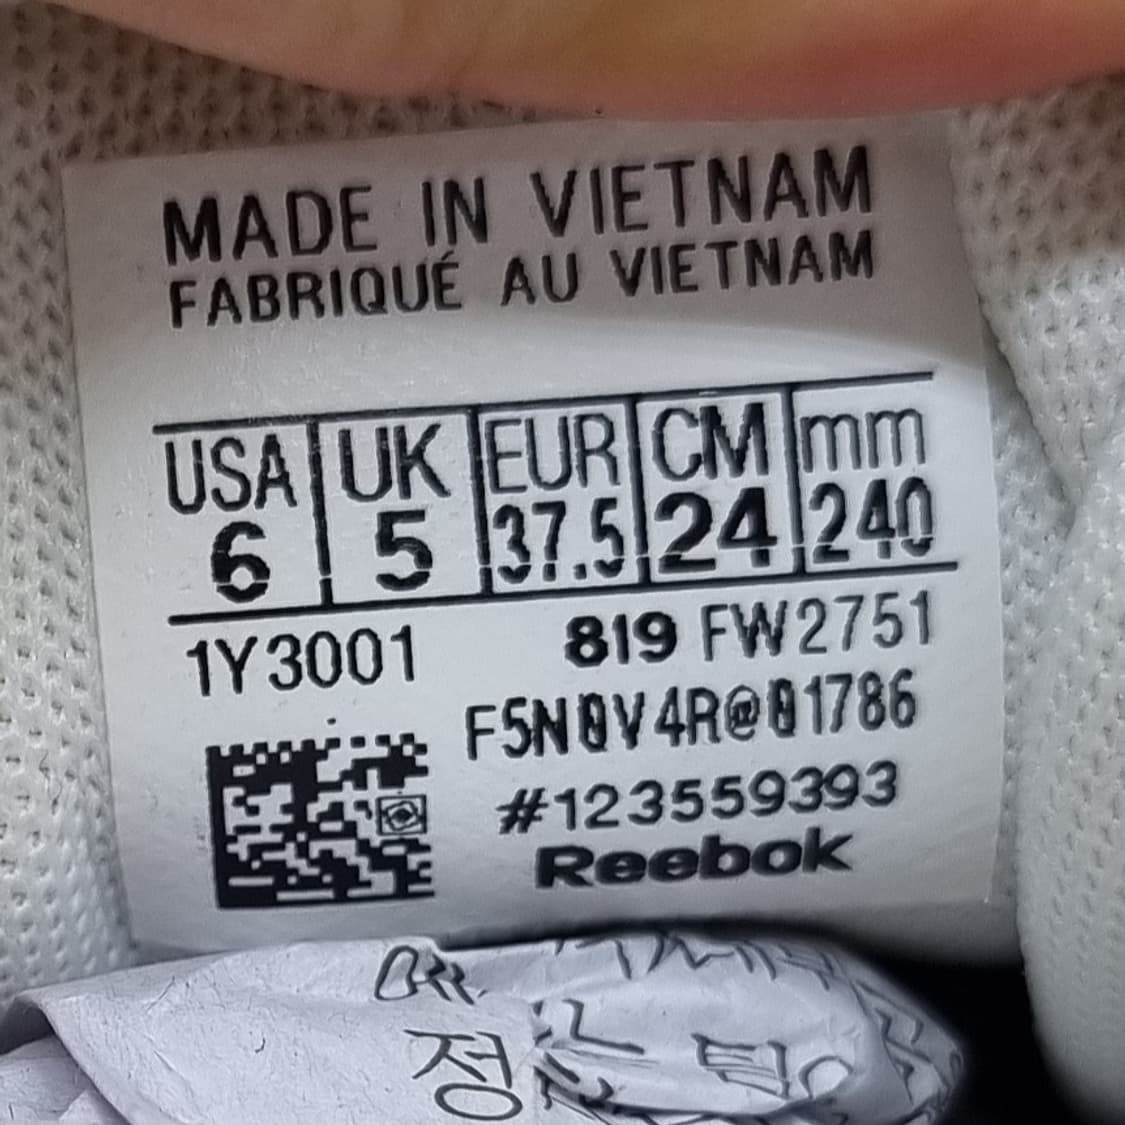 MADE IN VIETNAM
FABRIQUÉ AU VIETNAM
USA UK EUR CM mm
6 5 37.5 24 240
1Y3001 819 FW2751
F5N0V4R@01786
#123559393
Reebok
정